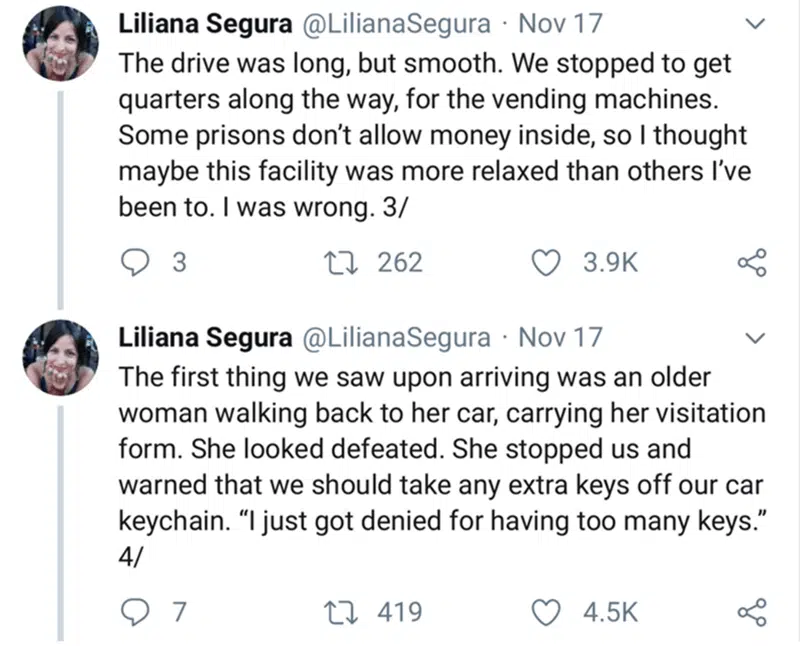 Liliana Segura @LilianaSegura · Nov 17
The drive was long, but smooth. We stopped to get
quarters along the way, for the vending machines.
Some prisons don’t allow money inside, so I thought
maybe this facility was more relaxed than others I’ve
been to. I was wrong. 3/
3 262 3.9K
Liliana Segura @LilianaSegura · Nov 17
The first thing we saw upon arriving was an older
woman walking back to her car, carrying her visitation
form. She looked defeated. She stopped us and
warned that we should take any extra keys off our car
keychain. “I just got denied for having too many keys.”
4/
7 419 4.5K